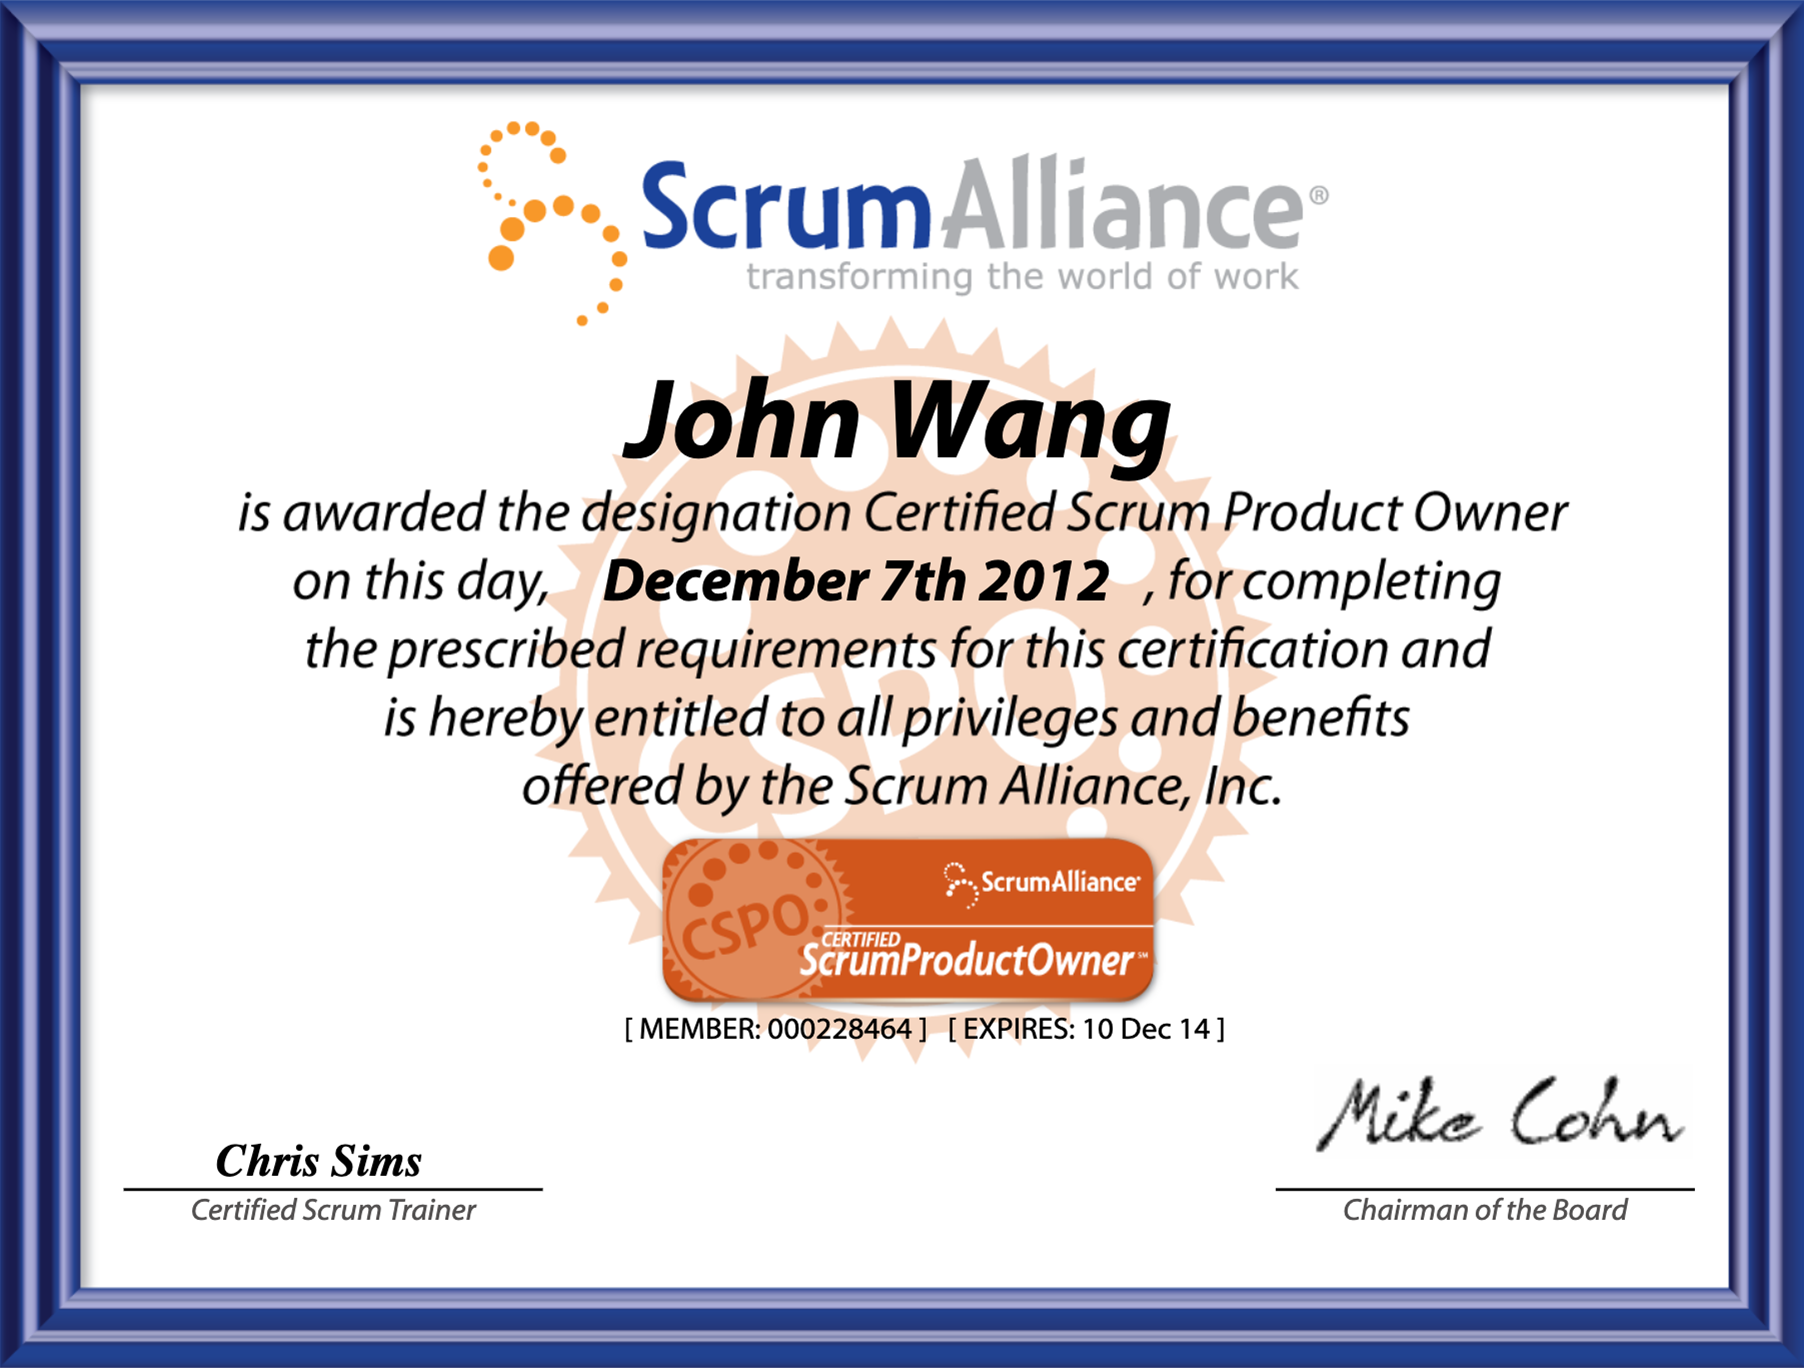 ScrumAlliance®
transforming the world of work
John Wang
is awarded the designation Certified Scrum Product Owner
on this day, December 7th 2012 , for completing
the prescribed requirements for this certification and
is hereby entitled to all privileges and benefits
offered by the Scrum Alliance, Inc.
CSPO
CSPO
ScrumAlliance®
CERTIFIED
ScrumProductOwner℠
[ MEMBER: 000228464 ] [ EXPIRES: 10 Dec 14 ]
Chris Sims
Certified Scrum Trainer
Mike Cohn
Chairman of the Board